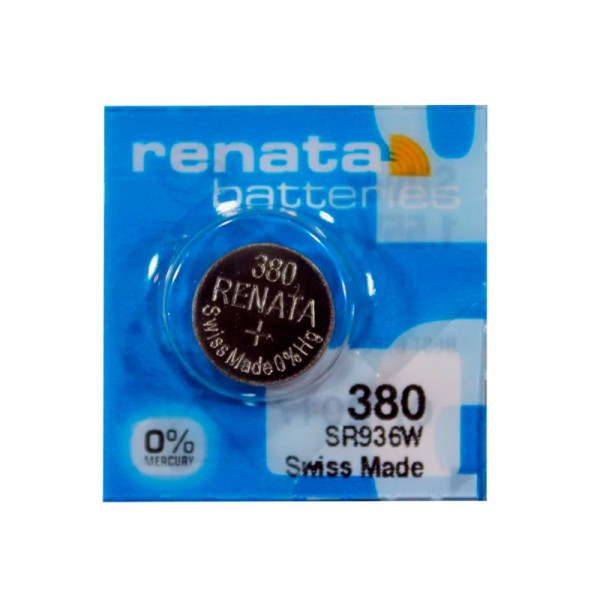 renata
batteries
380
RENATA
+
Swiss Made 0% Hg
380
SR936W
Swiss Made
0%
MERCURY